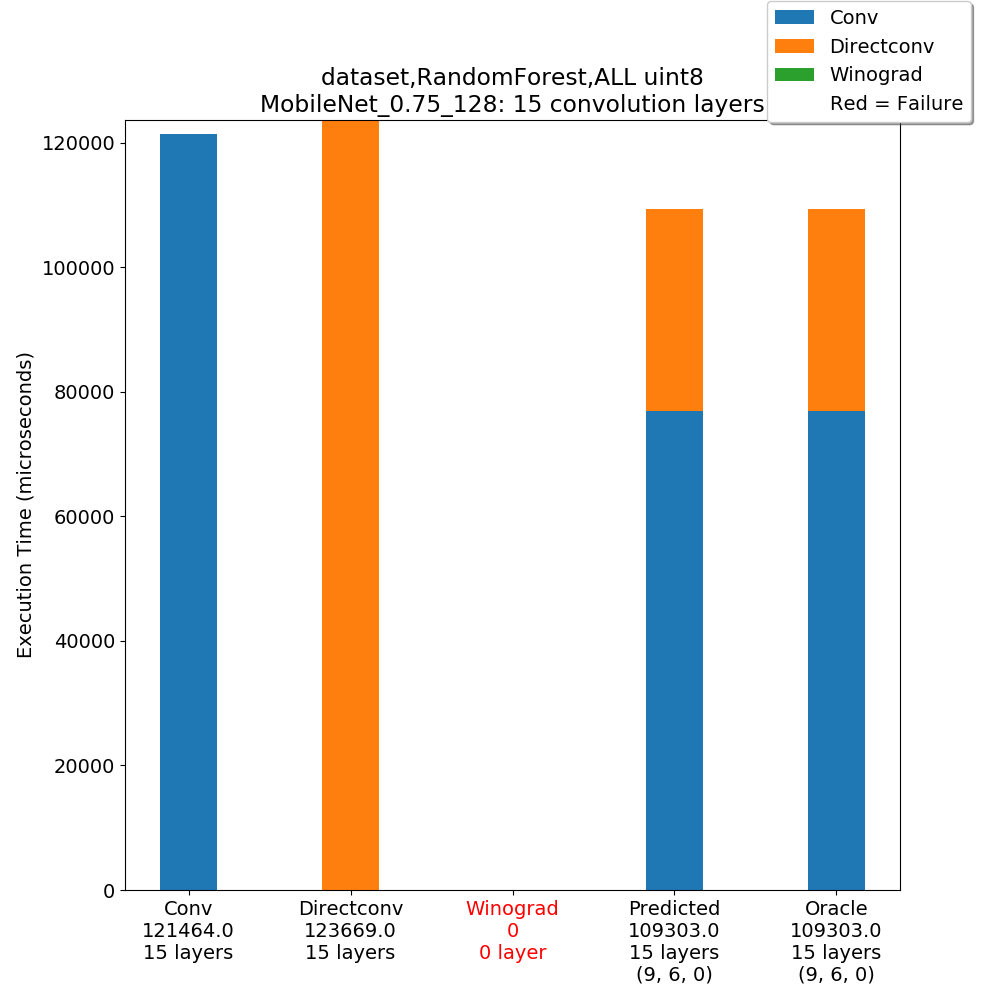 Conv
Directconv
Winograd
Red = Failure
dataset,RandomForest,ALL uint8
MobileNet_0.75_128: 15 convolution layers
120000
100000
80000
60000
40000
20000
0
Execution Time (microseconds)
Conv
121464.0
15 layers
Directconv
123669.0
15 layers
Winograd
0
0 layer
Predicted
109303.0
15 layers
(9, 6, 0)
Oracle
109303.0
15 layers
(9, 6, 0)